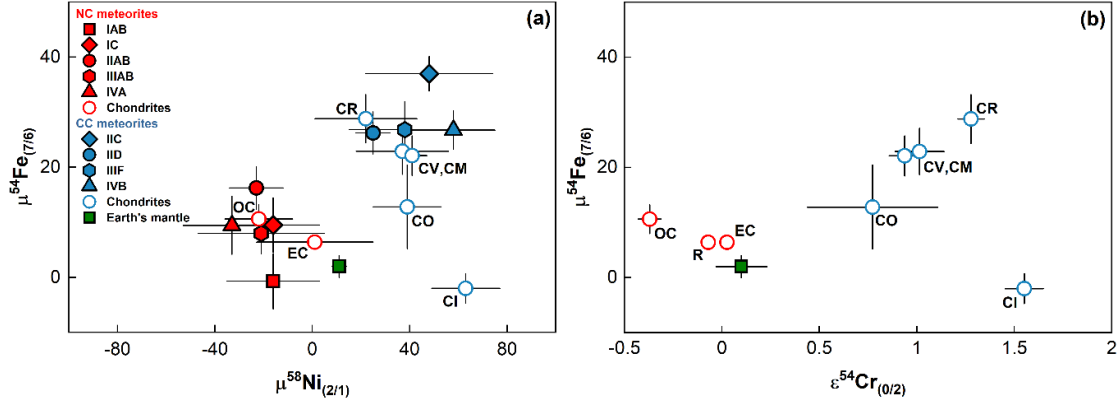 NC meteorites
IAB
IC
IIAB
IIIAB
IVA
Chondrites
CC meteorites
IIC
IID
IIIF
IVB
Chondrites
Earth's mantle
(a)
40
20
0
μ⁵⁴Fe(7/6)
CR
CV,CM
CO
OC
EC
CI
-80 -40 0 40 80
μ⁵⁸Ni(2/1)
(b)
40
20
0
μ⁵⁴Fe(7/6)
CR
CV,CM
CO
OC
EC
R
CI
-0.5 0 0.5 1 1.5 2
ε⁵⁴Cr(0/2)